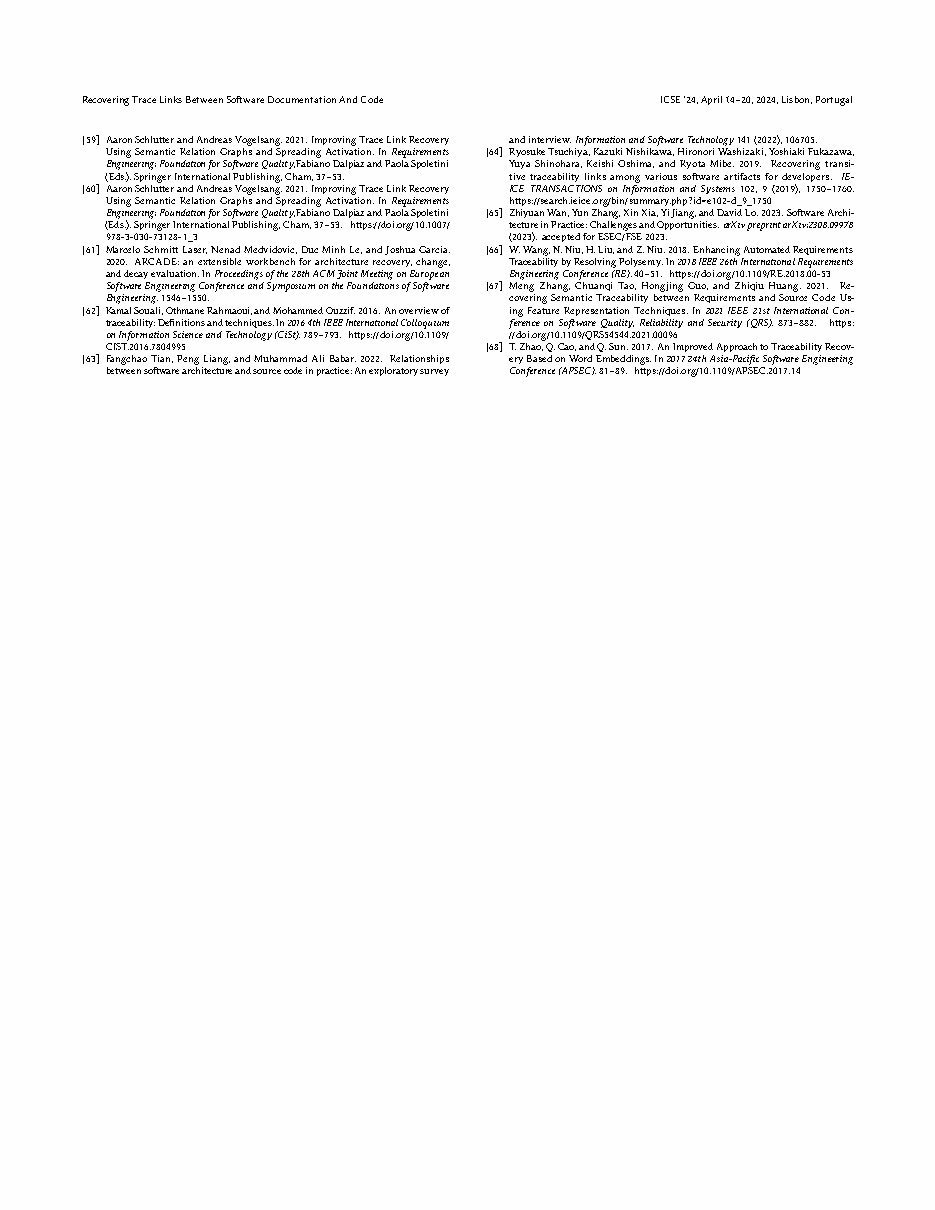 Recovering Trace Links Between Software Documentation And Code
ICSE '24, April 14–20, 2024, Lisbon, Portugal
[59] Aaron Schlutter and Andreas Vogelsang. 2021. Improving Trace Link Recovery
Using Semantic Relation Graphs and Spreading Activation. In Requirements
Engineering: Foundation for Software Quality, Fabiano Dalpiaz and Paola Spoletini
(Eds.). Springer International Publishing, Cham, 37–53.
[60] Aaron Schlutter and Andreas Vogelsang. 2021. Improving Trace Link Recovery
Using Semantic Relation Graphs and Spreading Activation. In Requirements
Engineering: Foundation for Software Quality, Fabiano Dalpiaz and Paola Spoletini
(Eds.). Springer International Publishing, Cham, 37–53. https://doi.org/10.1007/
978-3-030-73128-1_3
[61] Marcelo Schmitt Laser, Nenad Medvidovic, Duc Minh Le, and Joshua Garcia.
2020. ARCADE: an extensible workbench for architecture recovery, change,
and decay evaluation. In Proceedings of the 28th ACM Joint Meeting on European
Software Engineering Conference and Symposium on the Foundations of Software
Engineering. 1546–1550.
[62] Kamal Souali, Othmane Rahmaoui, and Mohammed Ouzzif. 2016. An overview of
traceability: Definitions and techniques. In 2016 4th IEEE International Colloquium
on Information Science and Technology (CiSt). 789–793. https://doi.org/10.1109/
CIST.2016.7804995
[63] Fangchao Tian, Peng Liang, and Muhammad Ali Babar. 2022. Relationships
between software architecture and source code in practice: An exploratory survey
and interview. Information and Software Technology 141 (2022), 106705.
[64] Ryosuke Tsuchiya, Kazuki Nishikawa, Hironori Washizaki, Yoshiaki Fukazawa,
Yuya Shinohara, Keishi Oshima, and Ryota Mibe. 2019. Recovering transi-
tive traceability links among various software artifacts for developers. IE-
ICE TRANSACTIONS on Information and Systems 102, 9 (2019), 1750–1760.
https://search.ieice.org/bin/summary.php?id=e102-d_9_1750
[65] Zhiyuan Wan, Yun Zhang, Xin Xia, Yi Jiang, and David Lo. 2023. Software Archi-
tecture in Practice: Challenges and Opportunities. arXiv preprint arXiv:2308.09978
(2023). accepted for ESEC/FSE 2023.
[66] W. Wang, N. Niu, H. Liu, and Z. Niu. 2018. Enhancing Automated Requirements
Traceability by Resolving Polysemy. In 2018 IEEE 26th International Requirements
Engineering Conference (RE). 40–51. https://doi.org/10.1109/RE.2018.00-53
[67] Meng Zhang, Chuanqi Tao, Hongjing Guo, and Zhiqiu Huang. 2021. Re-
covering Semantic Traceability between Requirements and Source Code Us-
ing Feature Representation Techniques. In 2021 IEEE 21st International Con-
ference on Software Quality, Reliability and Security (QRS). 873–882. https:
//doi.org/10.1109/QRS54544.2021.00096
[68] T. Zhao, Q. Cao, and Q. Sun. 2017. An Improved Approach to Traceability Recov-
ery Based on Word Embeddings. In 2017 24th Asia-Pacific Software Engineering
Conference (APSEC). 81–89. https://doi.org/10.1109/APSEC.2017.14